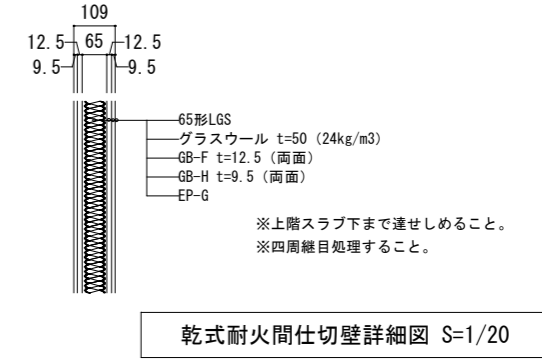 109
12.5 65 12.5
9.5 9.5
65形LGS
グラスウール t=50 (24kg/m3)
GB-F t=12.5 (両面)
GB-H t=9.5 (両面)
EP-G
※上階スラブ下まで達せしめること。
※四周継目処理すること。
乾式耐火間仕切壁詳細図 S=1/20